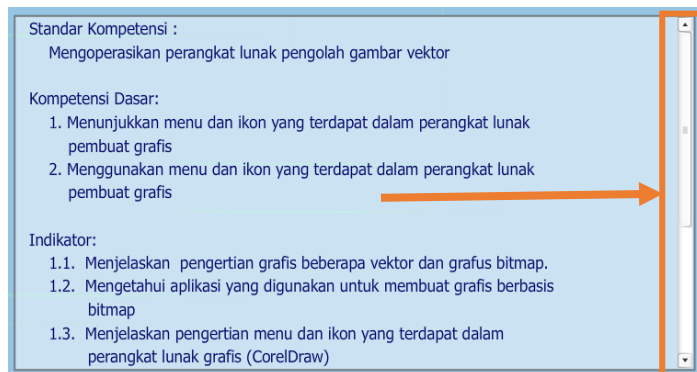 Standar Kompetensi :
Mengoperasikan perangkat lunak pengolah gambar vektor
Kompetensi Dasar:
1. Menunjukkan menu dan ikon yang terdapat dalam perangkat lunak
pembuat grafis
2. Menggunakan menu dan ikon yang terdapat dalam perangkat lunak
pembuat grafis
Indikator:
1.1. Menjelaskan pengertian grafis beberapa vektor dan grafus bitmap.
1.2. Mengetahui aplikasi yang digunakan untuk membuat grafis berbasis
bitmap
1.3. Menjelaskan pengertian menu dan ikon yang terdapat dalam
perangkat lunak grafis (CorelDraw)